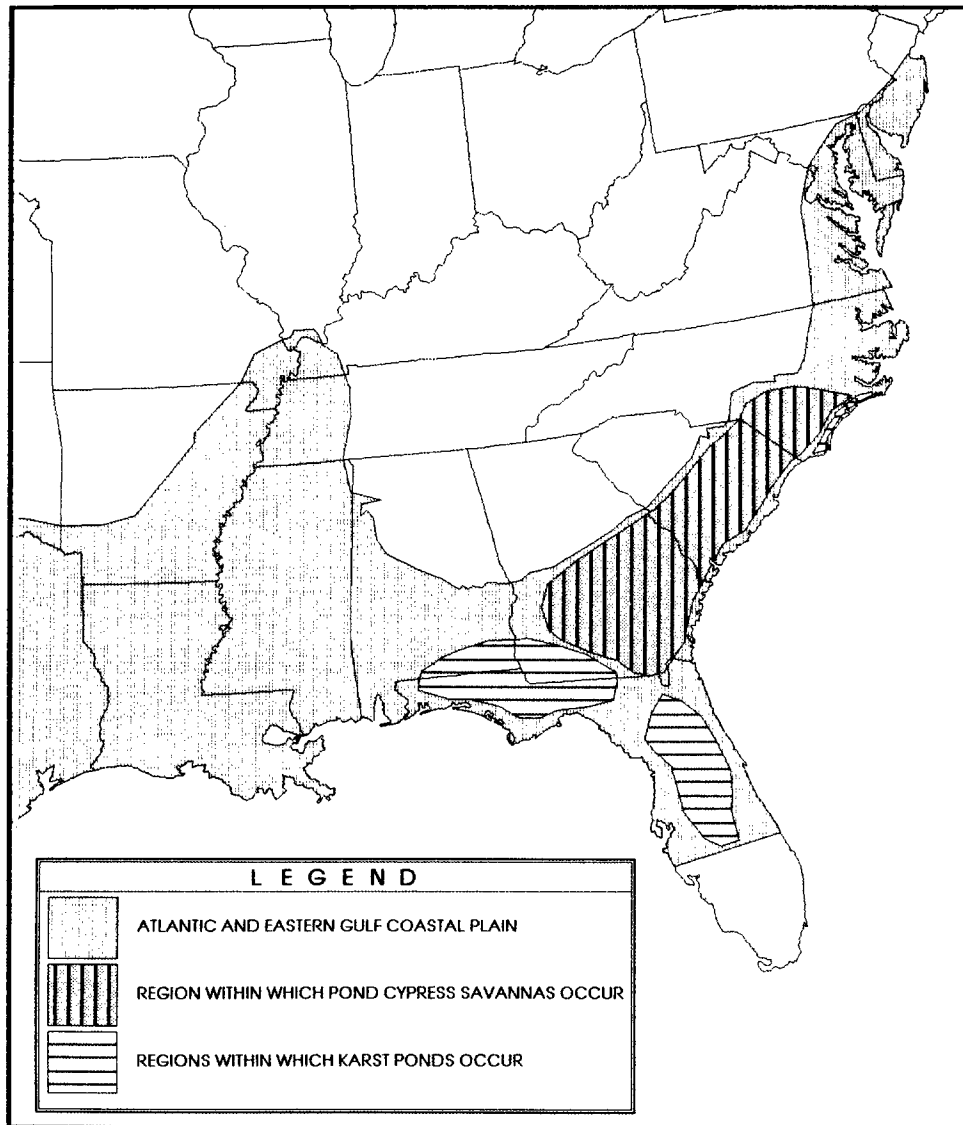 LEGEND
ATLANTIC AND EASTERN GULF COASTAL PLAIN
REGION WITHIN WHICH POND CYPRESS SAVANNAS OCCUR
REGIONS WITHIN WHICH KARST PONDS OCCUR